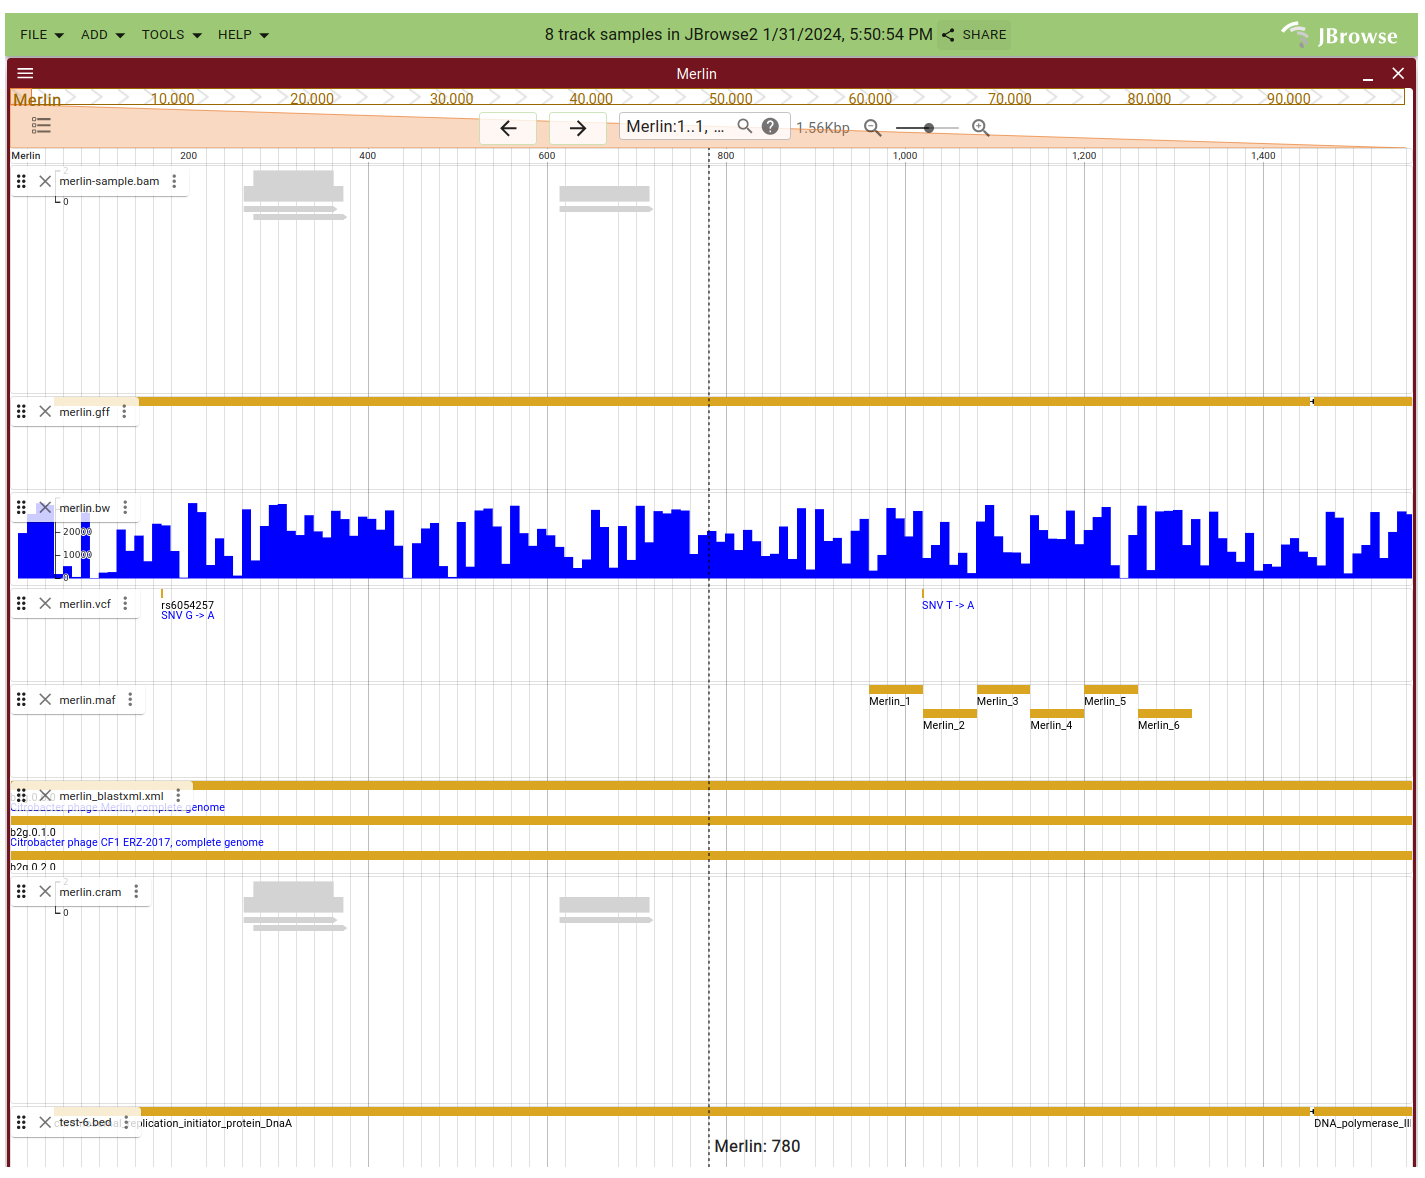 FILE ADD TOOLS HELP 8 track samples in JBrowse2 1/31/2024, 5:50:54 PM SHARE JBrowse
Merlin
Merlin 10,000 20,000 30,000 40,000 50,000 60,000 70,000 80,000 90,000
Merlin:1..1, ... 1.56Kbp
Merlin 200 400 600 800 1,000 1,200 1,400
2
merlin-sample.bam
0
merlin.gff
merlin.bw
20000
10000
0
merlin.vcf rs6054257 SNV T -> A
SNV G -> A
merlin.maf Merlin_1 Merlin_3 Merlin_5
Merlin_2 Merlin_4 Merlin_6
merlin_blastxml.xml
Citrobacter phage Merlin, complete genome
b2g.0.1.0
Citrobacter phage CF1 ERZ-2017, complete genome
b2g.0.2.0
2
merlin.cram
0
test-6.bed plication_initiator_protein_DnaA DNA_polymerase_II
Merlin: 780